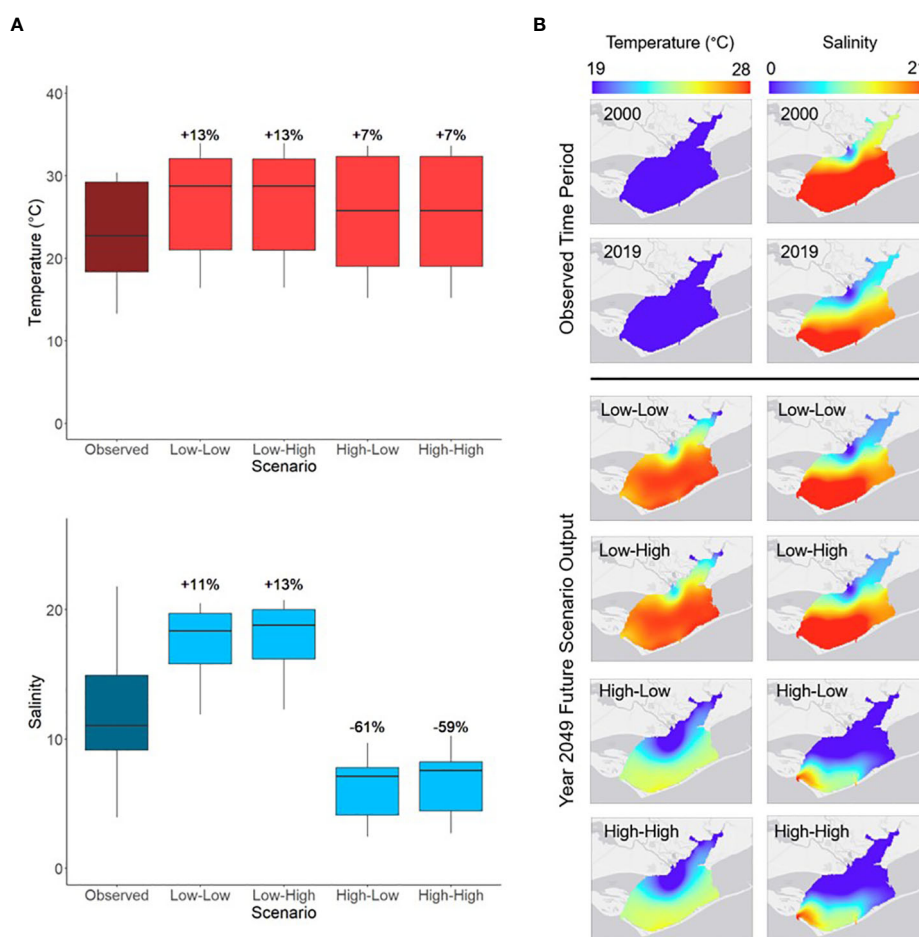 A
40
30
20
10
0
Temperature (°C)
+13%
+13%
+7%
+7%
Observed
Low-Low
Low-High
High-Low
High-High
Scenario
20
10
0
Salinity
+11%
+13%
-61%
-59%
Observed
Low-Low
Low-High
High-Low
High-High
Scenario
B
Temperature (°C)
Salinity
19
28
0
21
Observed Time Period
2000
2000
2019
2019
Year 2049 Future Scenario Output
Low-Low
Low-Low
Low-High
Low-High
High-Low
High-Low
High-High
High-High